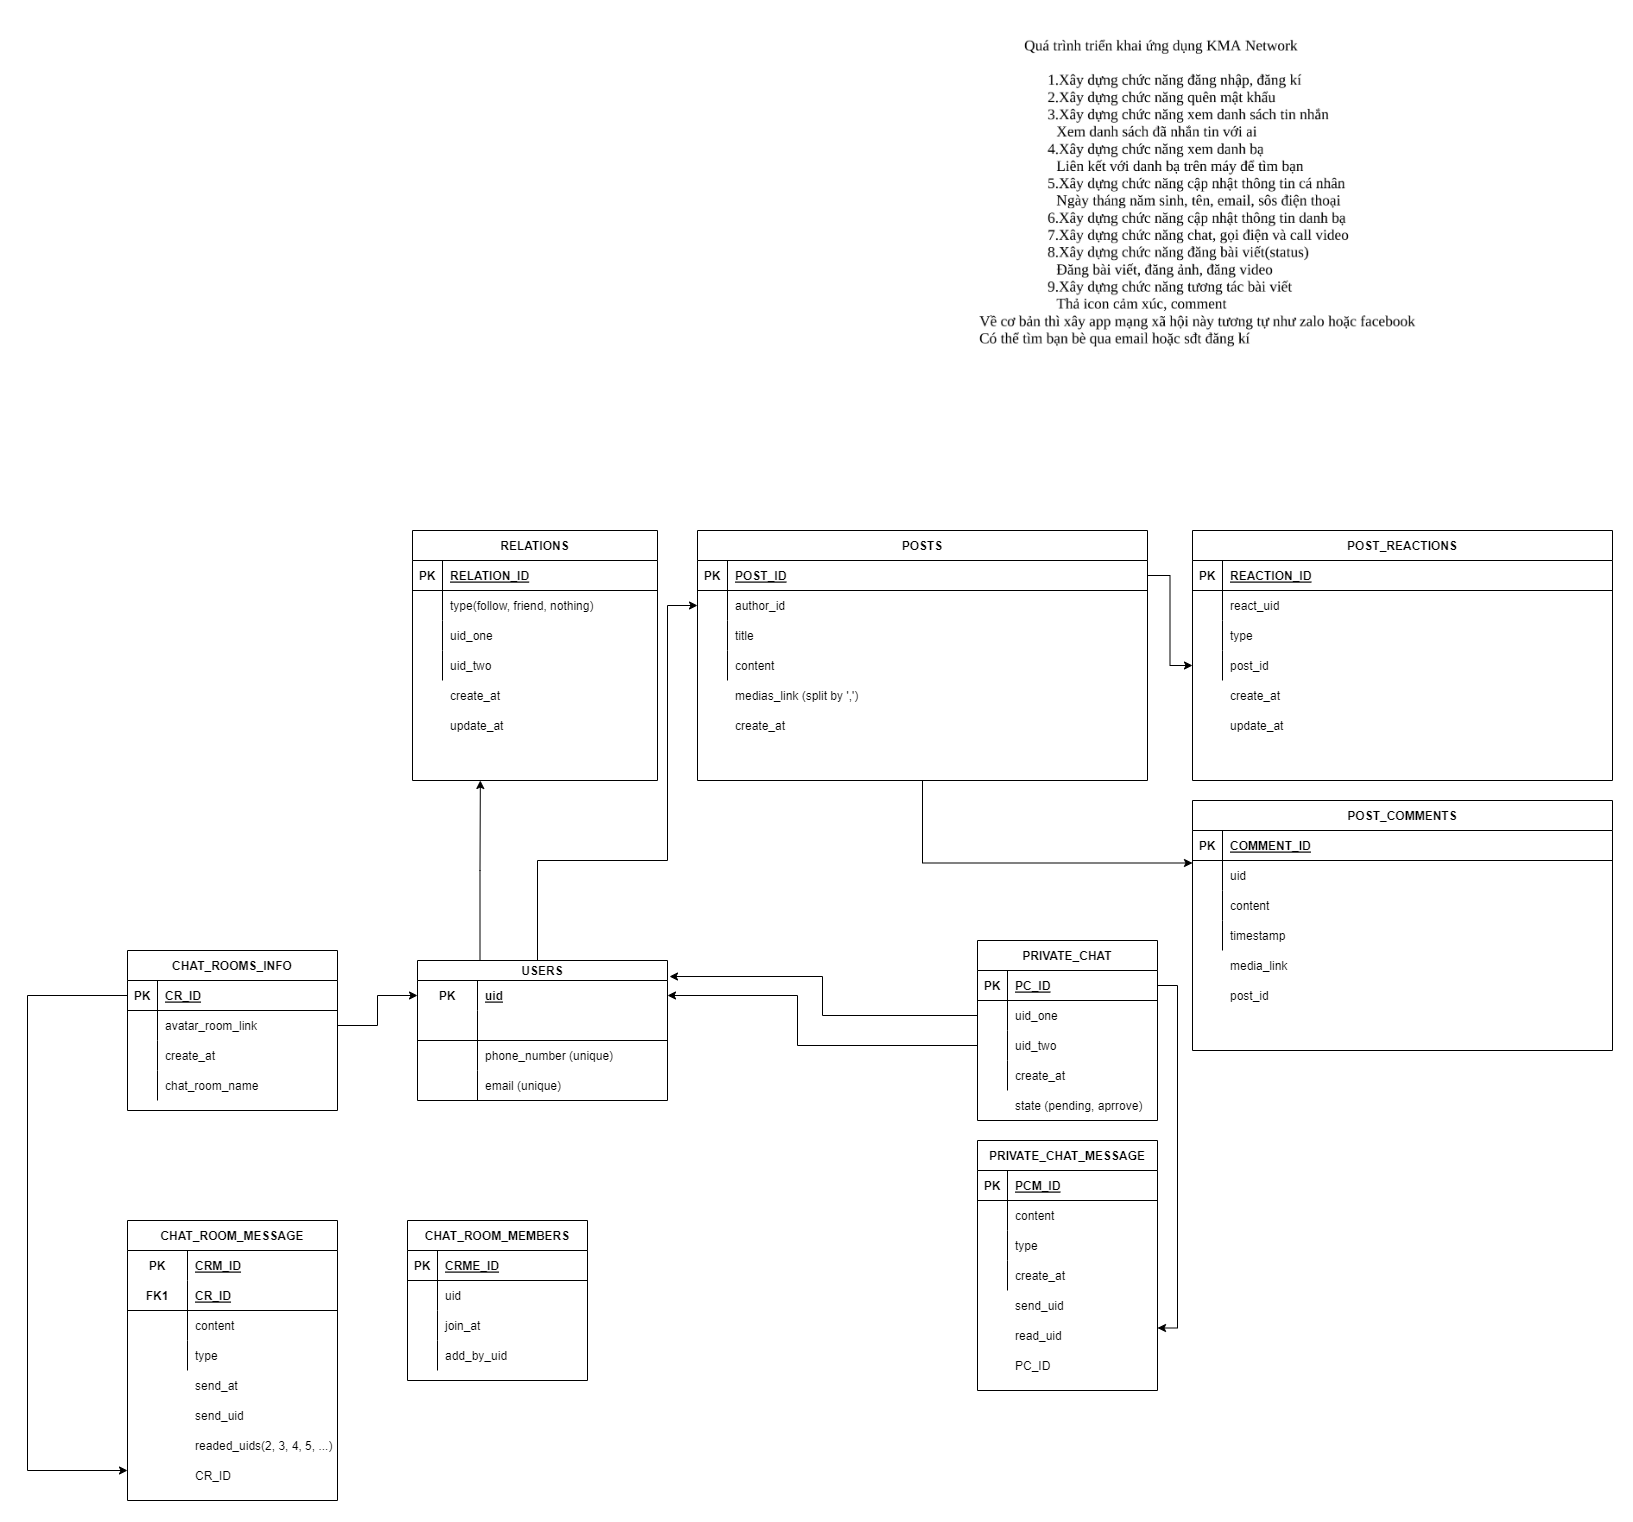 Quá trình triển khai ứng dụng KMA Network
1.Xây dựng chức năng đăng nhập, đăng kí
2.Xây dựng chức năng quên mật khẩu
3.Xây dựng chức năng xem danh sách tin nhắn
Xem danh sách đã nhắn tin với ai
4.Xây dựng chức năng xem danh bạ
Liên kết với danh bạ trên máy để tìm bạn
5.Xây dựng chức năng cập nhật thông tin cá nhân
Ngày tháng năm sinh, tên, email, sôs điện thoại
6.Xây dựng chức năng cập nhật thông tin danh bạ
7.Xây dựng chức năng chat, gọi điện và call video
8.Xây dựng chức năng đăng bài viết(status)
Đăng bài viết, đăng ảnh, đăng video
9.Xây dựng chức năng tương tác bài viết
Thả icon cảm xúc, comment
Về cơ bản thì xây app mạng xã hội này tương tự như zalo hoặc facebook
Có thể tìm bạn bè qua email hoặc sđt đăng kí
RELATIONS
PK RELATION_ID
type(follow, friend, nothing)
uid_one
uid_two
create_at
update_at
POSTS
PK POST_ID
author_id
title
content
medias_link (split by ',')
create_at
POST_REACTIONS
PK REACTION_ID
react_uid
type
post_id
create_at
update_at
POST_COMMENTS
PK COMMENT_ID
uid
content
timestamp
media_link
post_id
CHAT_ROOMS_INFO
PK CR_ID
avatar_room_link
create_at
chat_room_name
USERS
PK uid
phone_number (unique)
email (unique)
PRIVATE_CHAT
PK PC_ID
uid_one
uid_two
create_at
state (pending, aprrove)
PRIVATE_CHAT_MESSAGE
PK PCM_ID
content
type
create_at
send_uid
read_uid
PC_ID
CHAT_ROOM_MESSAGE
PK CRM_ID
FK1 CR_ID
content
type
send_at
send_uid
readed_uids(2, 3, 4, 5, ...)
CR_ID
CHAT_ROOM_MEMBERS
PK CRME_ID
uid
join_at
add_by_uid